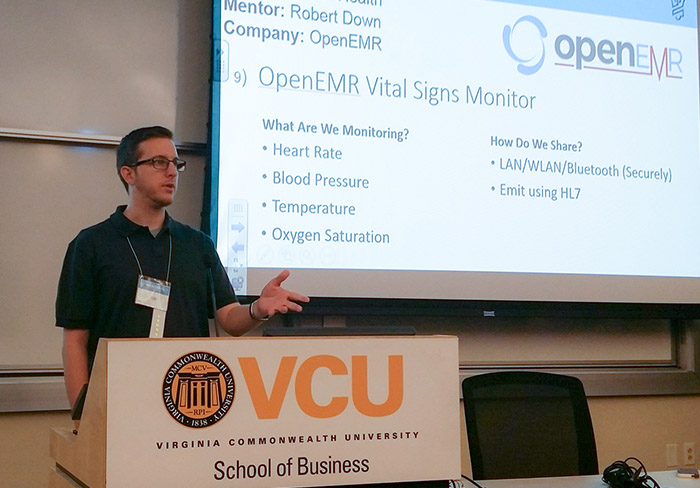 Mentor: Robert Down
Company: OpenEMR
openEMR
9) OpenEMR Vital Signs Monitor
What Are We Monitoring?
• Heart Rate
• Blood Pressure
• Temperature
• Oxygen Saturation
How Do We Share?
• LAN/WLAN/Bluetooth (Securely)
• Emit using HL7
VIRGINIA COMMONWEALTH UNIVERSITY
MCV
RPI
• 1838 •
VCU
VIRGINIA COMMONWEALTH UNIVERSITY
School of Business